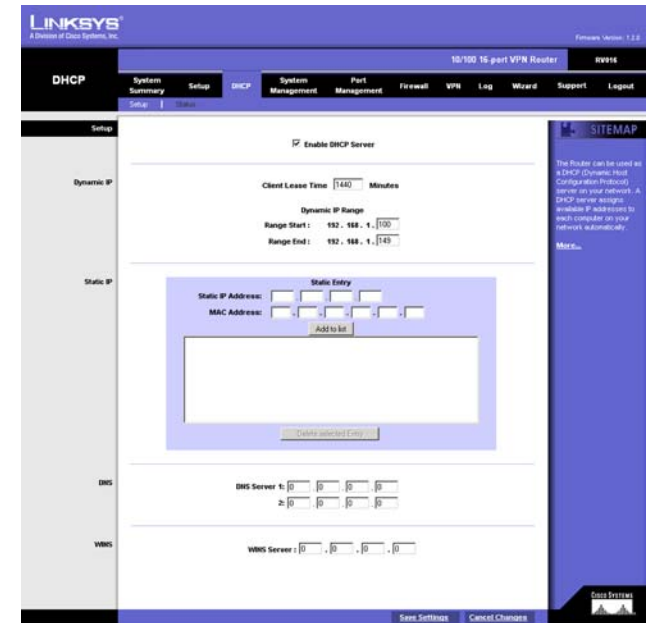 LINKSYS®
A Division of Cisco Systems, Inc.
Firmware Version: 1.2.0
10/100 16-port VPN Router RV016
DHCP
System Summary
Setup
DHCP
System Management
Port Management
Firewall
VPN
Log
Wizard
Support
Logout
Setup | Status
Setup
SITEMAP
Enable DHCP Server
The Router can be used as
a DHCP (Dynamic Host
Configuration Protocol)
server on your network. A
DHCP server assigns
available IP addresses to
each computer on your
network automatically.
More...
Dynamic IP
Client Lease Time 1440 Minutes
Dynamic IP Range
Range Start : 192 . 168 . 1 . 100
Range End : 192 . 168 . 1 . 149
Static IP
Static Entry
Static IP Address: . . .
MAC Address: - - - - -
Add to list
Delete selected Entry
DNS
DNS Server 1: 0 . 0 . 0 . 0
2: 0 . 0 . 0 . 0
WINS
WINS Server : 0 . 0 . 0 . 0
Save Settings Cancel Changes
CISCO SYSTEMS